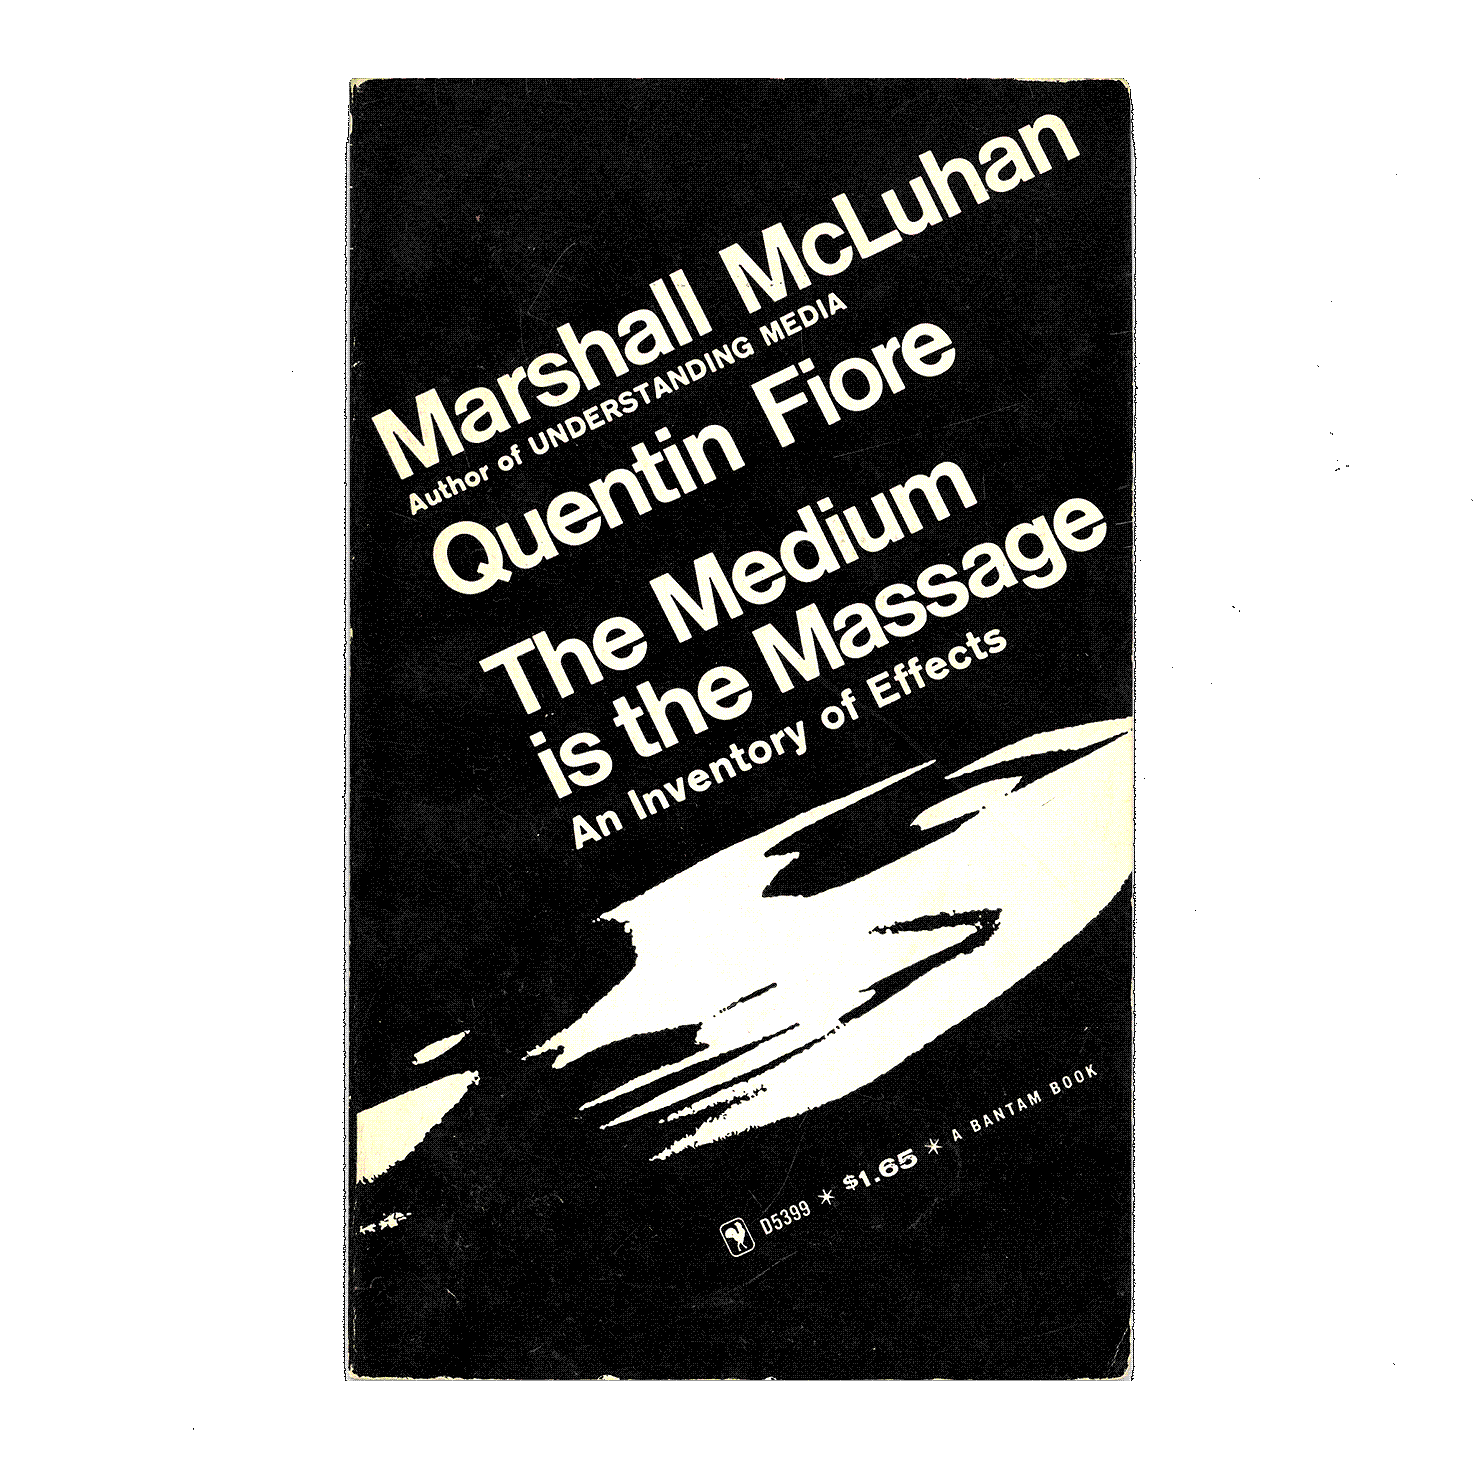 Marshall McLuhan
Author of UNDERSTANDING MEDIA
Quentin Fiore
The Medium
is the Massage
An Inventory of Effects
D5399 * $1.65 * A BANTAM BOOK